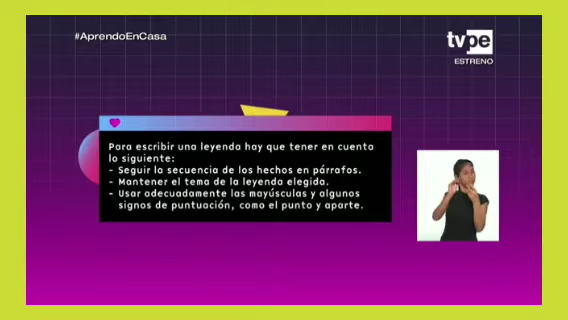 #AprendoEnCasa
tvpe
ESTRENO
Para escribir una leyenda hay que tener en cuenta
lo siguiente:
- Seguir la secuencia de los hechos en párrafos.
- Mantener el tema de la leyenda elegida.
- Usar adecuadamente las mayúsculas y algunos
signos de puntuación, como el punto y aparte.